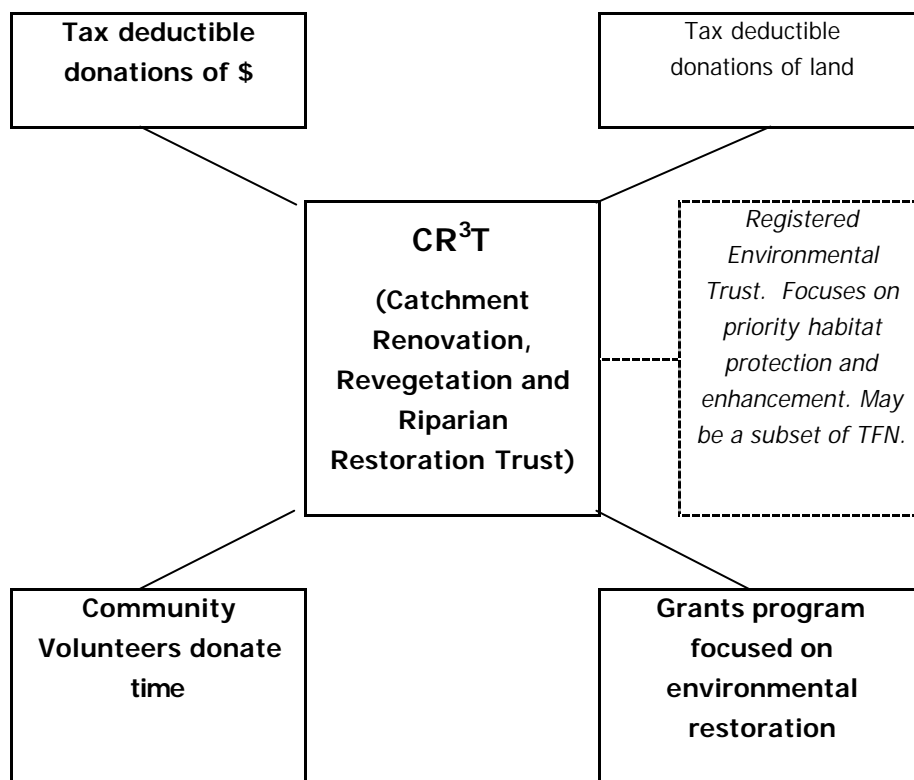 Tax deductible
donations of $
Tax deductible
donations of land
CR³T
(Catchment
Renovation,
Revegetation and
Riparian
Restoration Trust)
Registered
Environmental
Trust.  Focuses on
priority habitat
protection and
enhancement. May
be a subset of TFN.
Community
Volunteers donate
time
Grants program
focused on
environmental
restoration